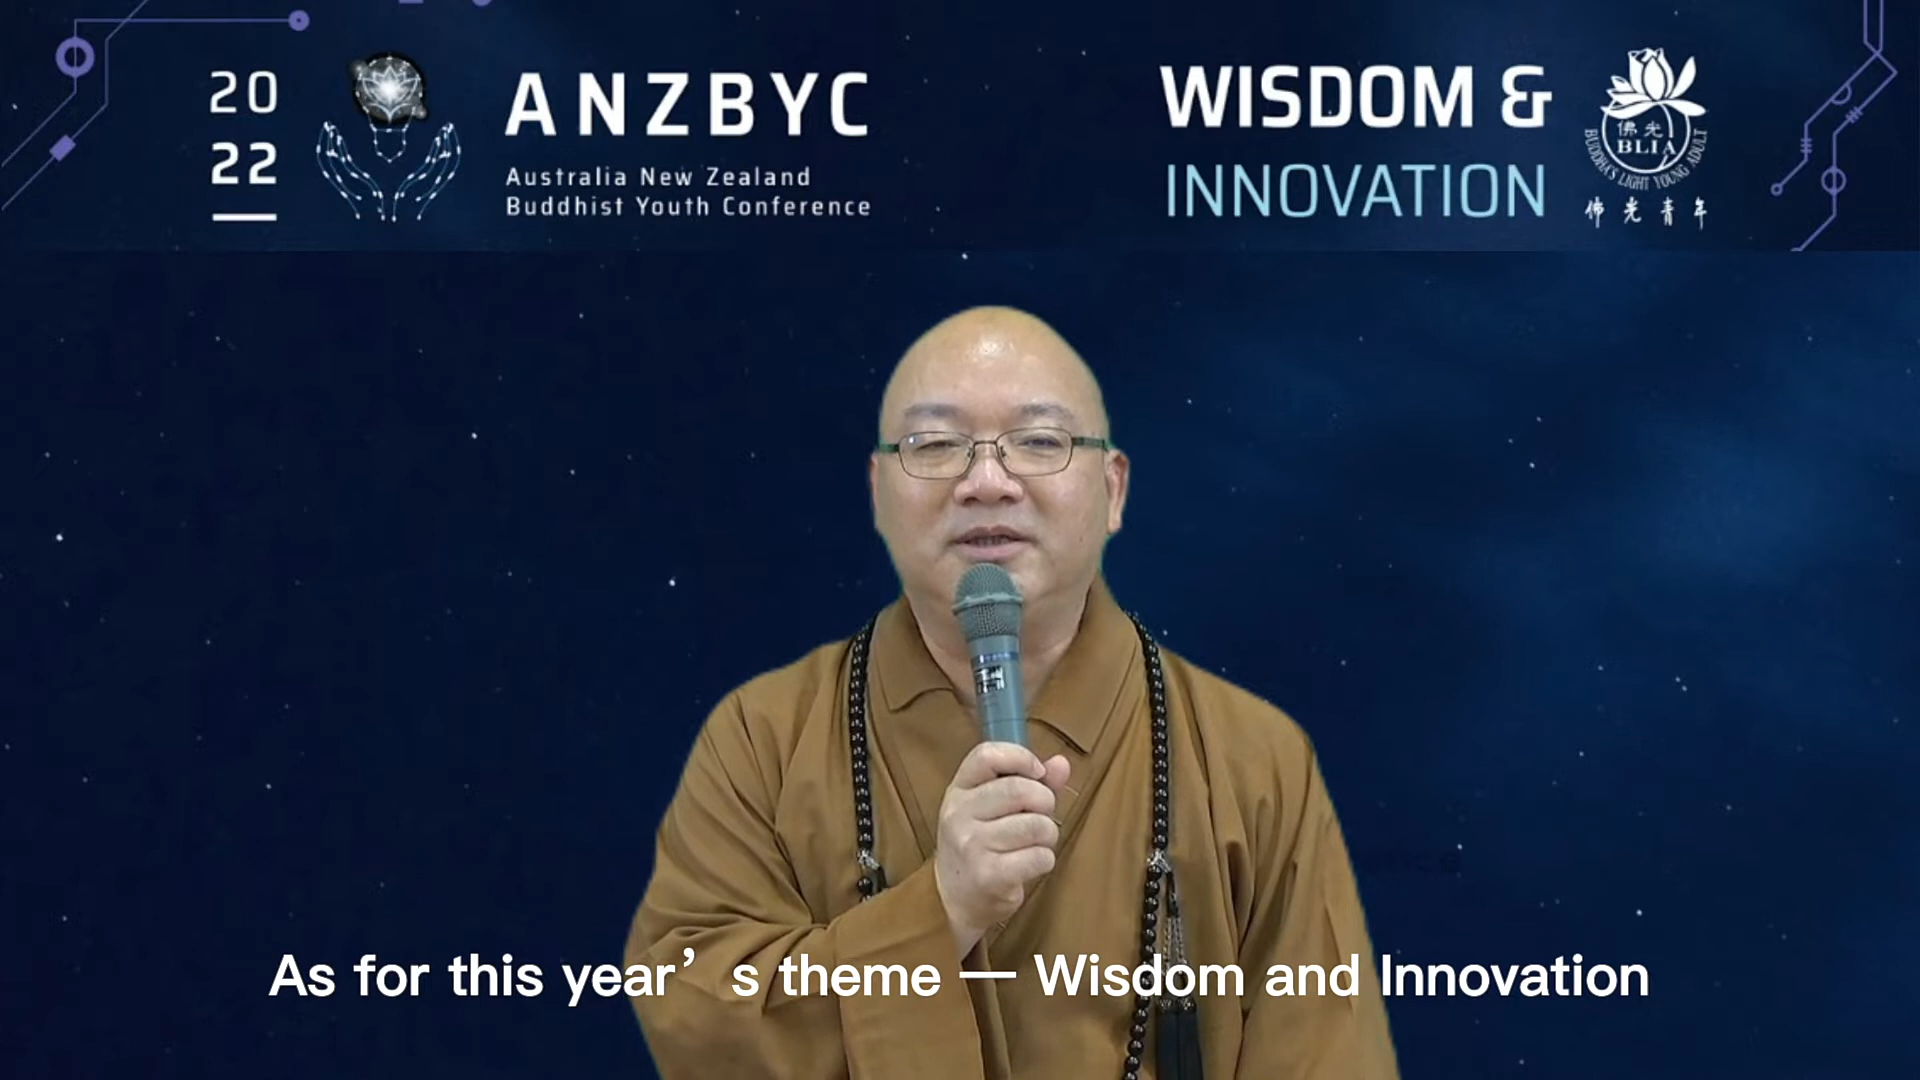 20
22
ANZBYC
Australia New Zealand
Buddhist Youth Conference
WISDOM &
INNOVATION
佛光
BLIA
BUDDHA'S LIGHT YOUNG ADULT
佛光青年
As for this year's theme — Wisdom and Innovation